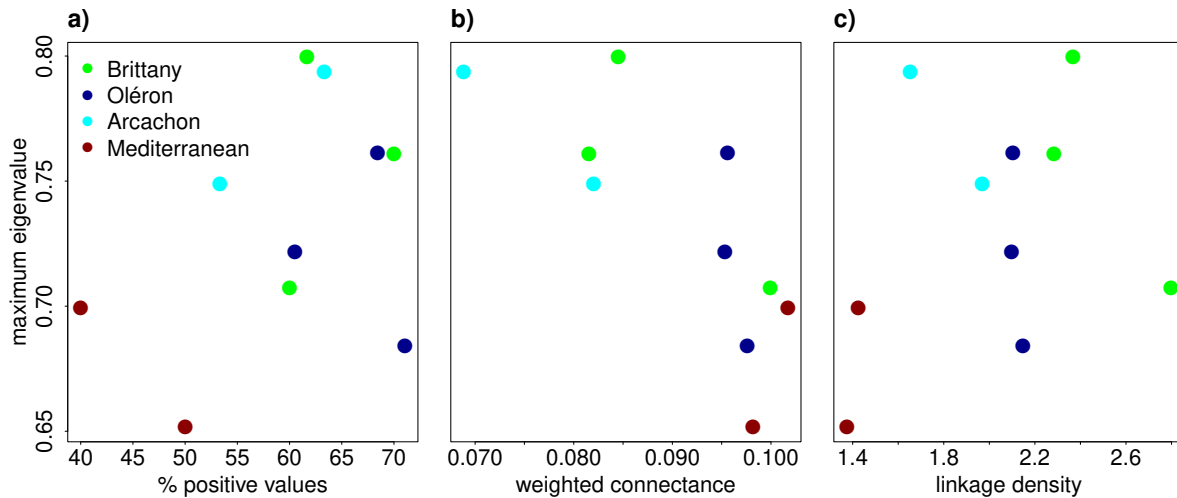 a)
b)
c)
Brittany
Oléron
Arcachon
Mediterranean
maximum eigenvalue
0.80
0.75
0.70
0.65
40 45 50 55 60 65 70
% positive values
0.070 0.080 0.090 0.100
weighted connectance
1.4 1.8 2.2 2.6
linkage density